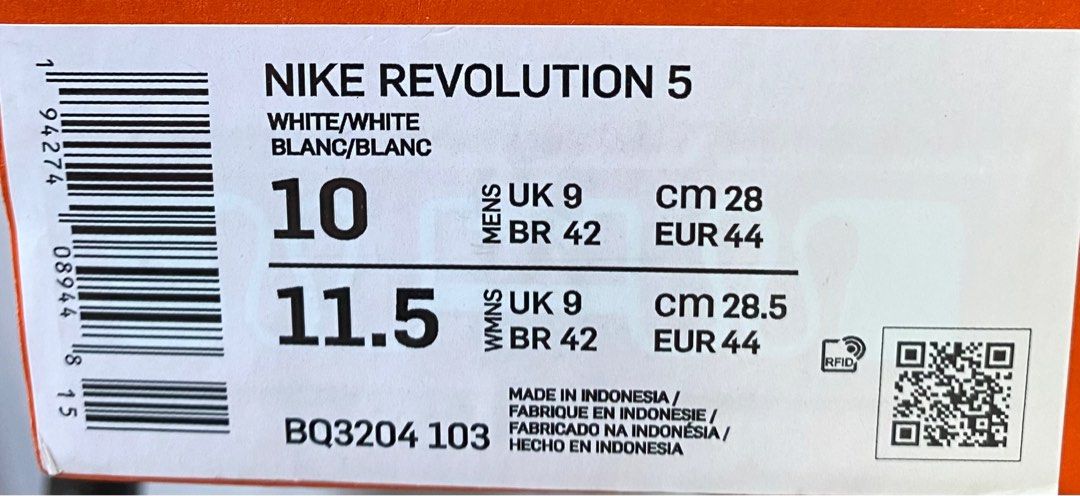 NIKE REVOLUTION 5
WHITE/WHITE
BLANC/BLANC
10
MENS
UK 9 cm 28
BR 42 EUR 44
11.5
WMNS
UK 9 cm 28.5
BR 42 EUR 44
RFID
BQ3204 103
MADE IN INDONESIA /
FABRIQUE EN INDONESIE /
FABRICADO NA INDONÉSIA /
HECHO EN INDONESIA
1 94274 08944 8 15